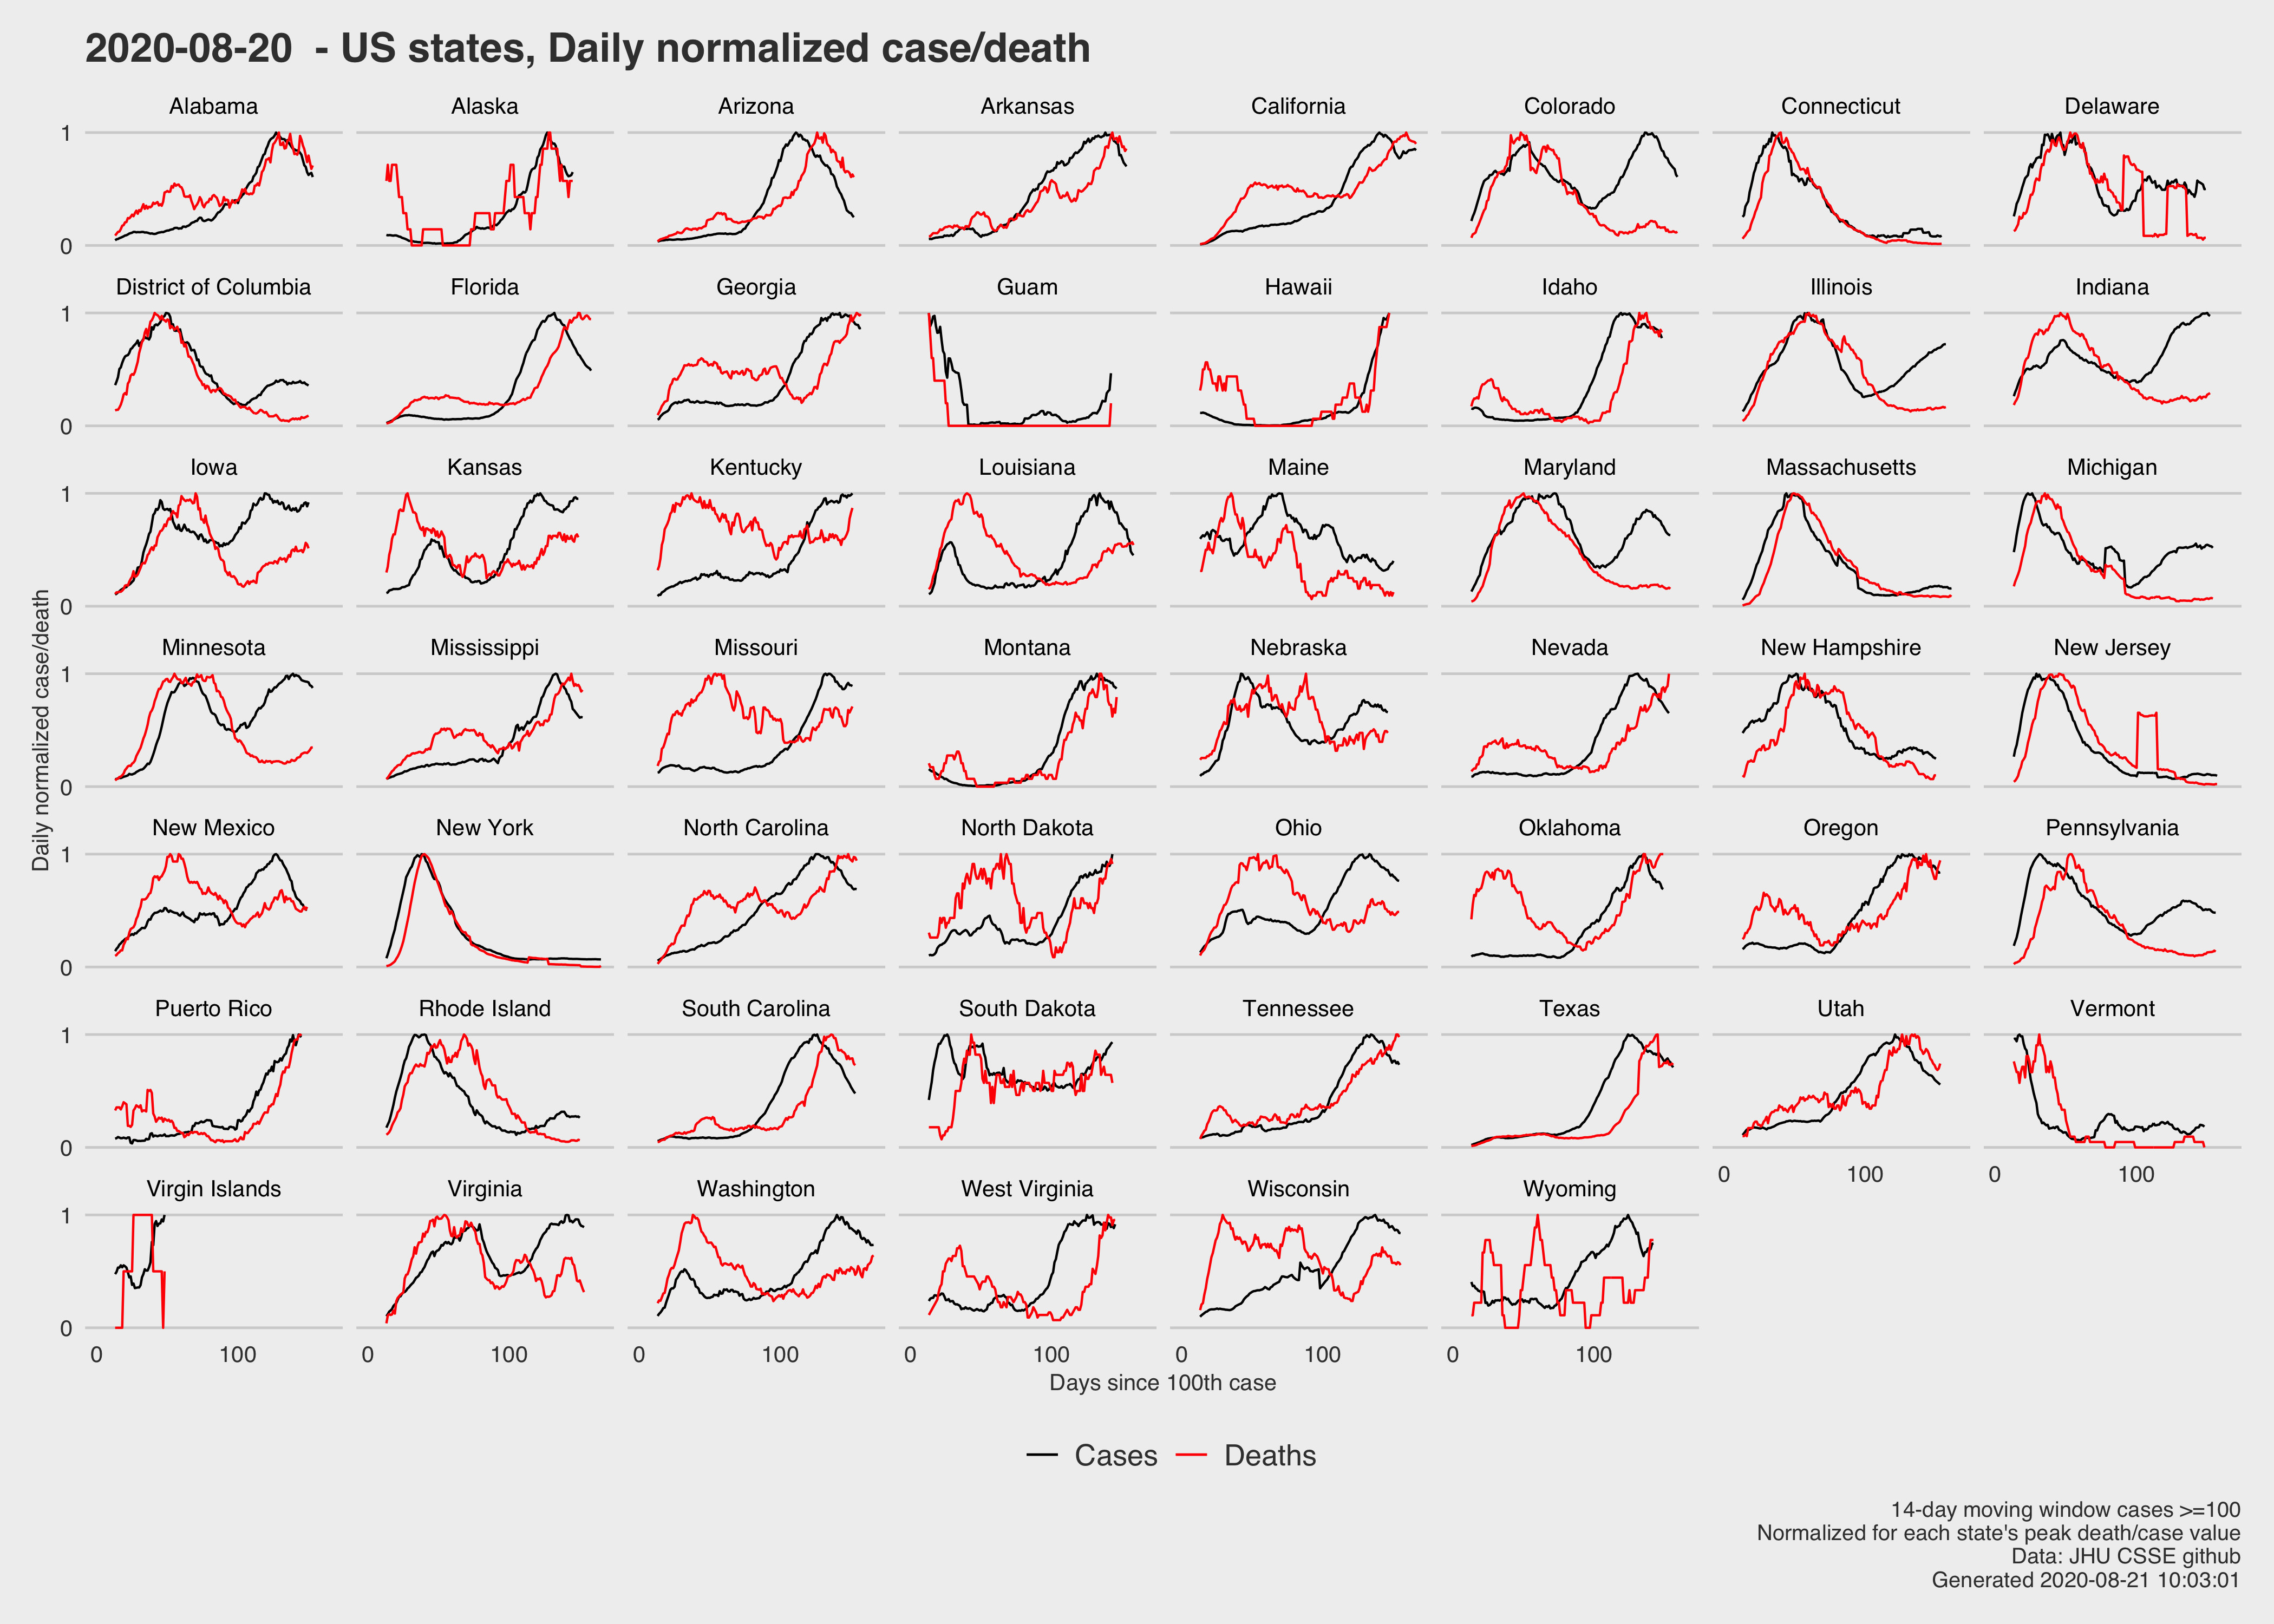 2020-08-20  - US states, Daily normalized case/death
Alabama Alaska Arizona Arkansas California Colorado Connecticut Delaware
1
0
District of Columbia Florida Georgia Guam Hawaii Idaho Illinois Indiana
1
0
Iowa Kansas Kentucky Louisiana Maine Maryland Massachusetts Michigan
1
0
Daily normalized case/death
Minnesota Mississippi Missouri Montana Nebraska Nevada New Hampshire New Jersey
1
0
New Mexico New York North Carolina North Dakota Ohio Oklahoma Oregon Pennsylvania
1
0
Puerto Rico Rhode Island South Carolina South Dakota Tennessee Texas Utah Vermont
1
0
0 100 0 100
Virgin Islands Virginia Washington West Virginia Wisconsin Wyoming
1
0
0 100 0 100 0 100 0 100 0 100 0 100
Days since 100th case
Cases Deaths
14-day moving window cases >=100
Normalized for each state's peak death/case value
Data: JHU CSSE github
Generated 2020-08-21 10:03:01